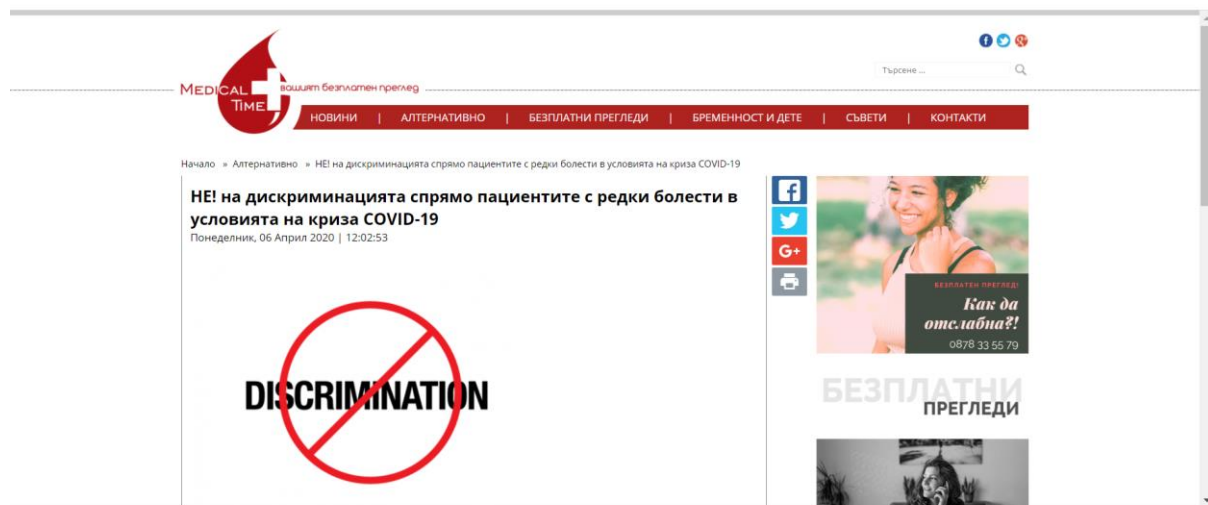 MEDICAL
TIME
вашият безплатен преглед
Търсене ...
НОВИНИ | АЛТЕРНАТИВНО | БЕЗПЛАТНИ ПРЕГЛЕДИ | БРЕМЕННОСТ И ДЕТЕ | СЪВЕТИ | КОНТАКТИ
Начало » Алтернативно » НЕ! на дискриминацията спрямо пациентите с редки болести в условията на криза COVID-19
НЕ! на дискриминацията спрямо пациентите с редки болести в
условията на криза COVID-19
Понеделник, 06 Април 2020 | 12:02:53
DISCRIMINATION
G+
БЕЗПЛАТЕН ПРЕГЛЕД!
Как да
отслабна?!
0878 33 55 79
БЕЗПЛАТНИ
ПРЕГЛЕДИ